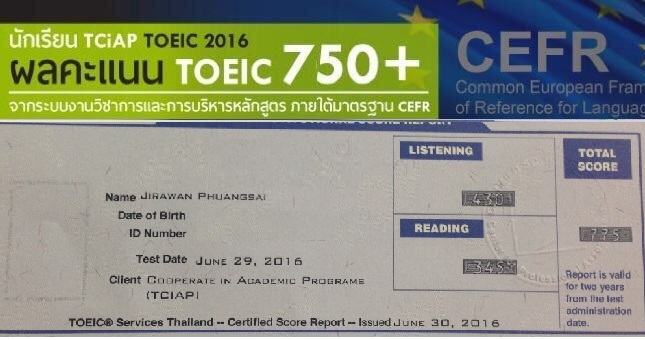 นักเรียน TCiAP TOEIC 2016
ผลคะแนน TOEIC 750+
จากระบบงานวิชาการและการบริหารหลักสูตร ภายใต้มาตรฐาน CEFR
CEFR
Common European Fram
of Reference for Languag
SCORE REPORT
LISTENING
430
READING
345
TOTAL
SCORE
775
Name JIRAWAN PHUANGSAI
Date of Birth
ID Number
Test Date JUNE 29, 2016
Client COOPERATE IN ACADEMIC PROGRAMS
(TCIAP)
Report is valid
for two years
from the test
administration
date.
TOEIC® Services Thailand -- Certified Score Report -- Issued JUNE 30, 2016